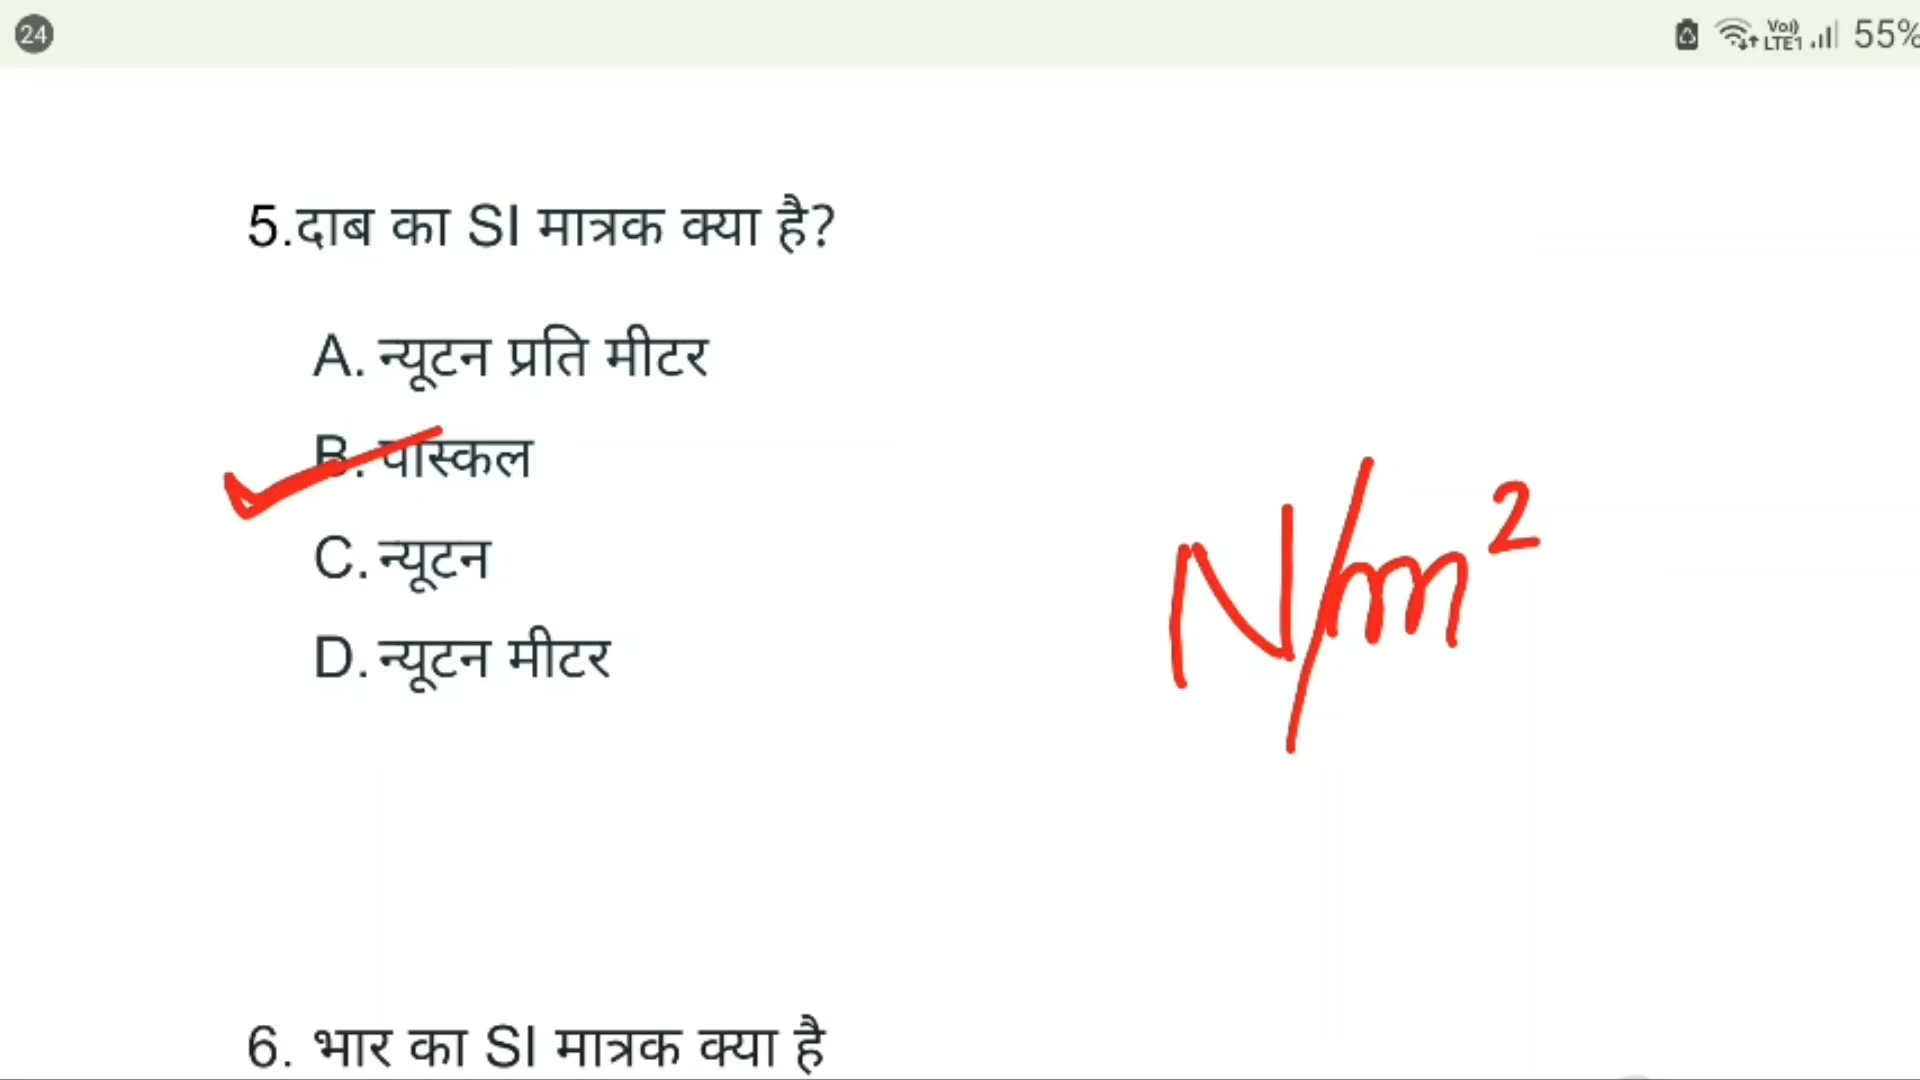 24
Vo) LTE1 55%
5.दाब का SI मात्रक क्या है?
A. न्यूटन प्रति मीटर
B. पास्कल
C. न्यूटन
D. न्यूटन मीटर
N/m²
6. भार का SI मात्रक क्या है